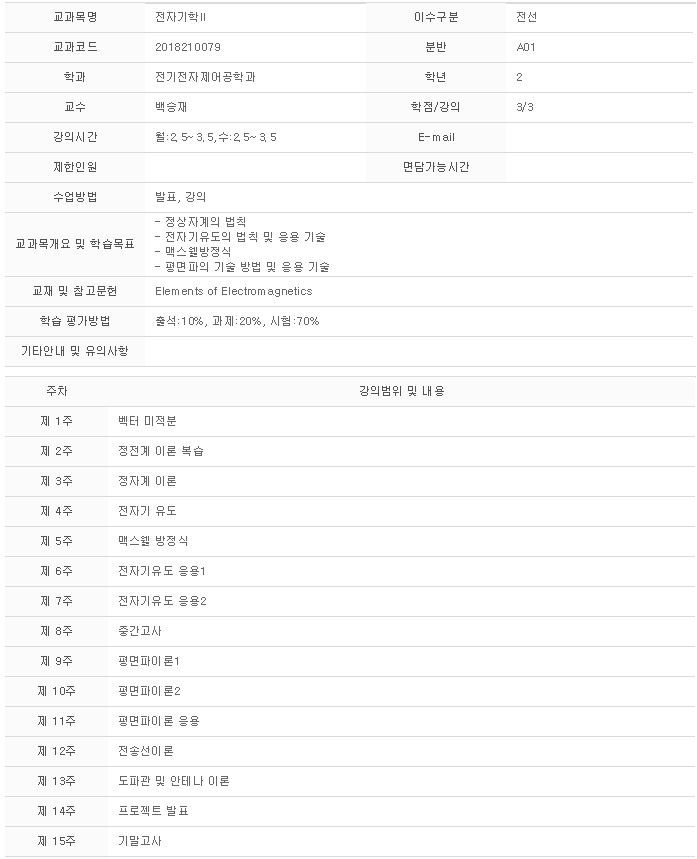 교과목명 전자기학II 이수구분 전선
교과코드 2018210079 분반 A01
학과 전기전자제어공학과 학년 2
교수 백승재 학점/강의 3/3
강의시간 월:2.5~3.5,수:2.5~3.5 E-mail
제한인원 면담가능시간
수업방법 발표, 강의
교과목개요 및 학습목표
- 정상자계의 법칙
- 전자기유도의 법칙 및 응용 기술
- 맥스웰방정식
- 평면파의 기술 방법 및 응용 기술
교재 및 참고문헌 Elements of Electromagnetics
학습 평가방법 출석:10%, 과제:20%, 시험:70%
기타안내 및 유의사항
주차 강의범위 및 내용
제 1주 벡터 미적분
제 2주 정전계 이론 복습
제 3주 정자계 이론
제 4주 전자기 유도
제 5주 맥스웰 방정식
제 6주 전자기유도 응용1
제 7주 전자기유도 응용2
제 8주 중간고사
제 9주 평면파이론1
제 10주 평면파이론2
제 11주 평면파이론 응용
제 12주 전송선이론
제 13주 도파관 및 안테나 이론
제 14주 프로젝트 발표
제 15주 기말고사